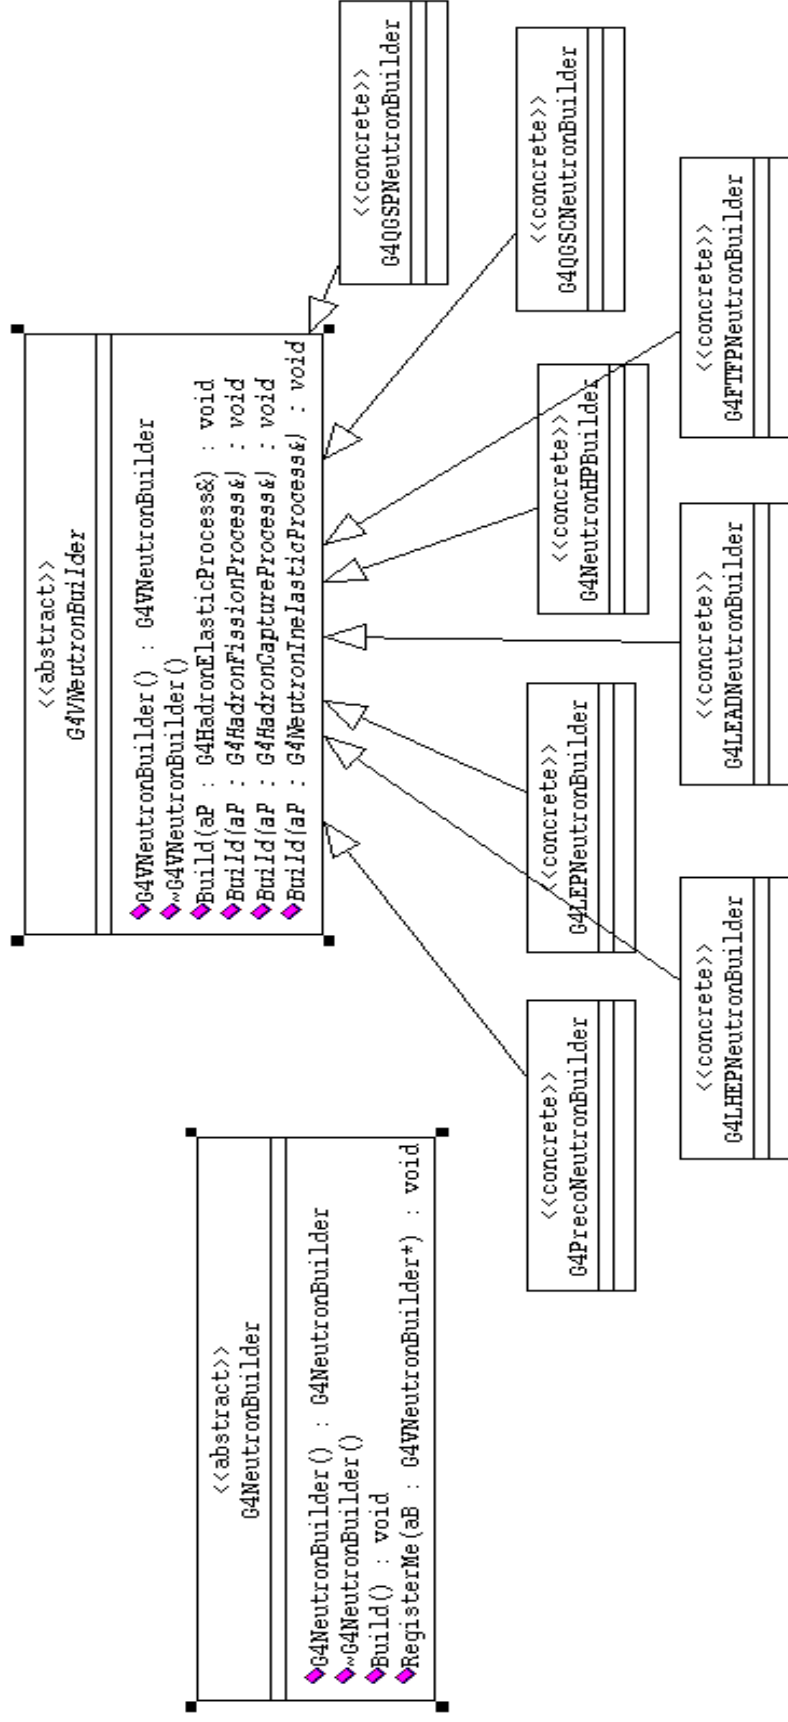 <<abstract>>
G4VNeutronBuilder
G4VNeutronBuilder() : G4VNeutronBuilder
~G4VNeutronBuilder()
Build(aP : G4HadronElasticProcess&) : void
Build(aP : G4HadronFissionProcess&) : void
Build(aP : G4HadronCaptureProcess&) : void
Build(aP : G4NeutronInelasticProcess&) : void
<<abstract>>
G4NeutronBuilder
G4NeutronBuilder() : G4NeutronBuilder
~G4NeutronBuilder()
Build() : void
RegisterMe(aB : G4VNeutronBuilder*) : void
<<concrete>>
G4QGSPNeutronBuilder
<<concrete>>
G4QGSCNeutronBuilder
<<concrete>>
G4NeutronHPBuilder
<<concrete>>
G4LEPNeutronBuilder
<<concrete>>
G4PrecoNeutronBuilder
<<concrete>>
G4FTFPNeutronBuilder
<<concrete>>
G4LEADNeutronBuilder
<<concrete>>
G4LHEPNeutronBuilder